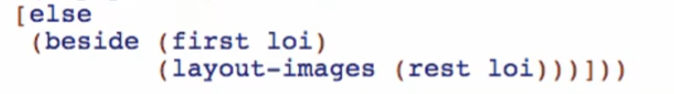 [else
(beside (first loi)
(layout-images (rest loi)))]))